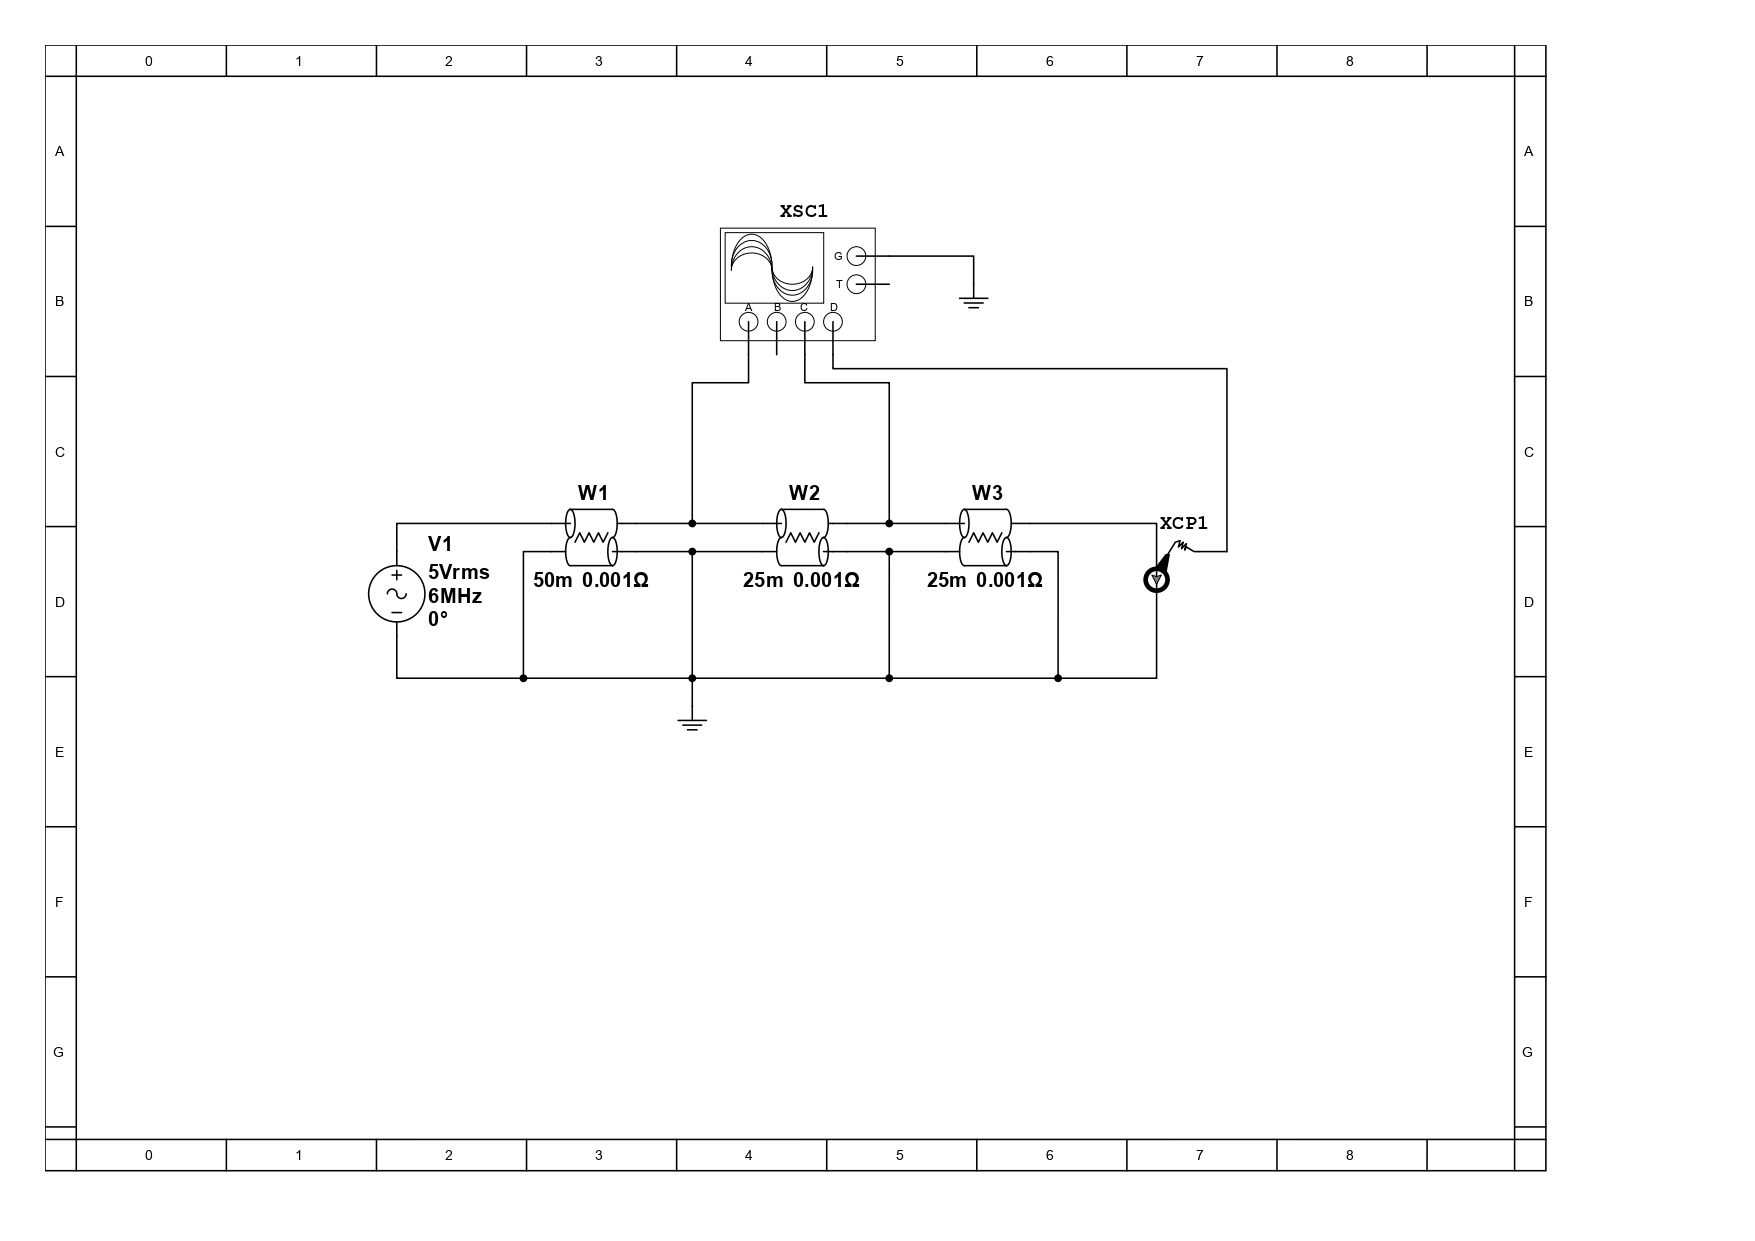 0 1 2 3 4 5 6 7 8
A A
XSC1
G
T
B B
A B C D
C C
W1 W2 W3
XCP1
V1
5Vrms
6MHz
0°
50m 0.001Ω 25m 0.001Ω 25m 0.001Ω
D D
E E
F F
G G
0 1 2 3 4 5 6 7 8